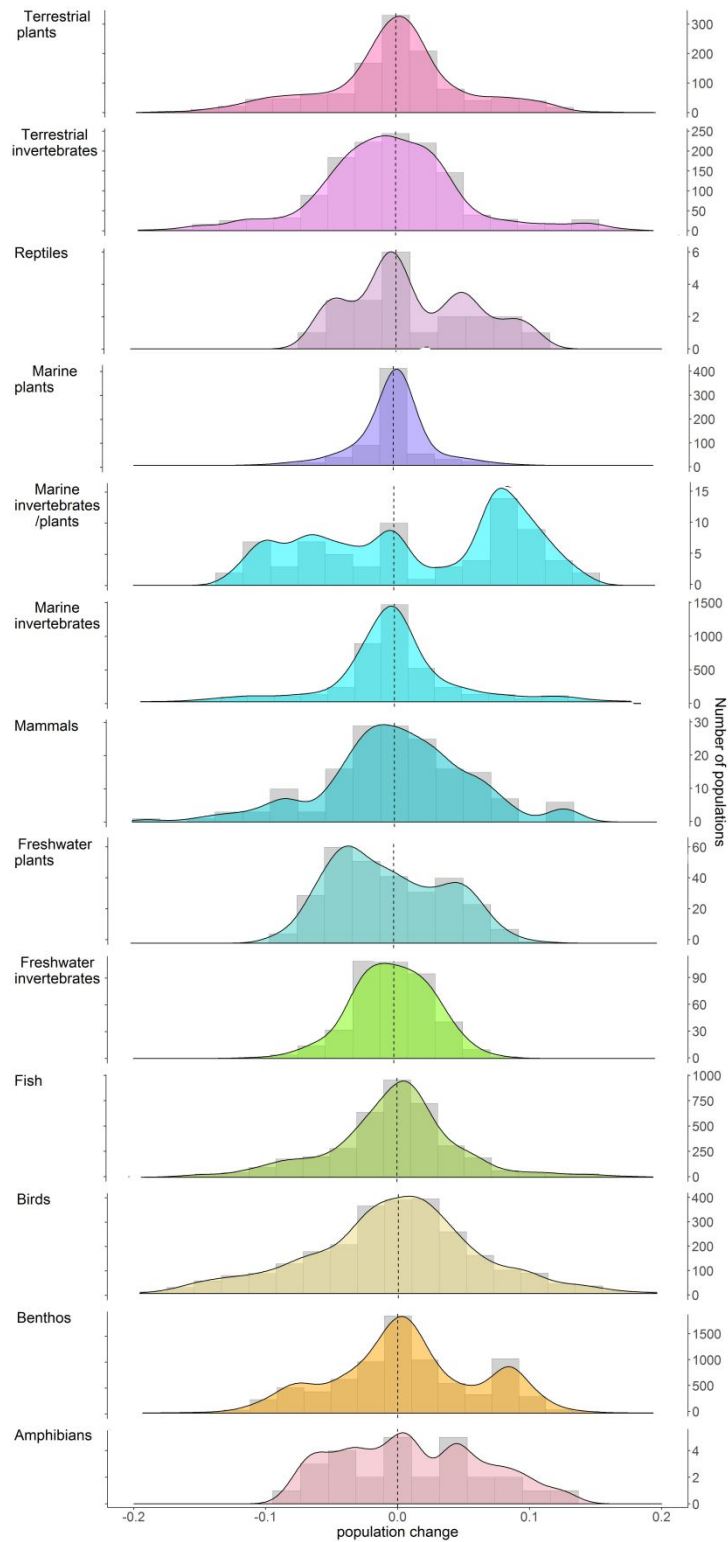 Terrestrial
plants
300
200
100
0
Terrestrial
invertebrates
250
200
150
100
50
0
Reptiles
6
4
2
0
Marine
plants
400
300
200
100
0
Marine
invertebrates
/plants
15
10
5
0
Marine
invertebrates
1500
1000
500
0
Number of populations
Mammals
30
20
10
0
Freshwater
plants
60
40
20
0
Freshwater
invertebrates
90
60
30
0
Fish
1000
750
500
250
0
Birds
400
300
200
100
0
Benthos
1500
1000
500
0
Amphibians
4
2
0
-0.2 -0.1 0.0 0.1 0.2
population change